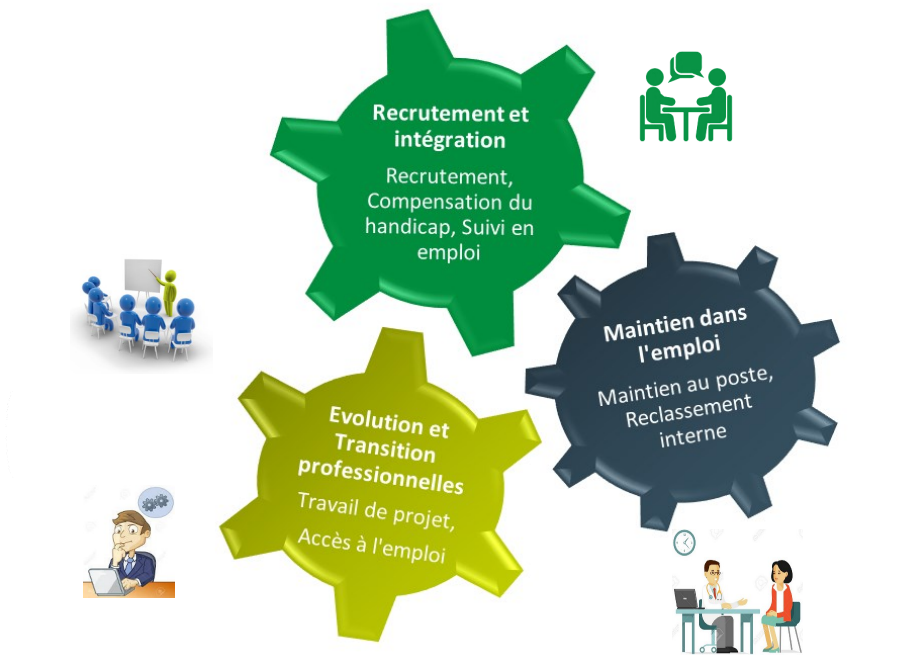 Recrutement et
intégration
Recrutement,
Compensation du
handicap, Suivi en
emploi
Maintien dans
l'emploi
Maintien au poste,
Reclassement
interne
Evolution et
Transition
professionnelles
Travail de projet,
Accès à l'emploi